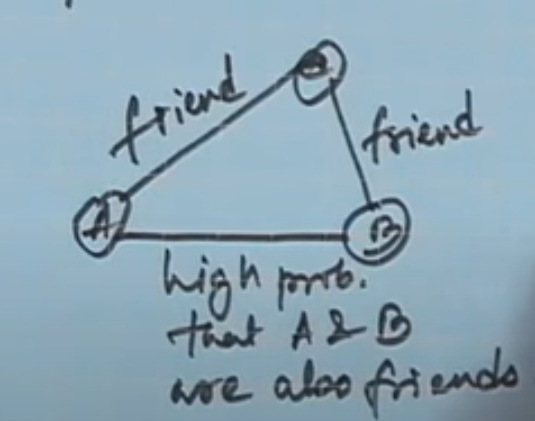 friend
friend
A
B
high prob.
that A & B
are also friends